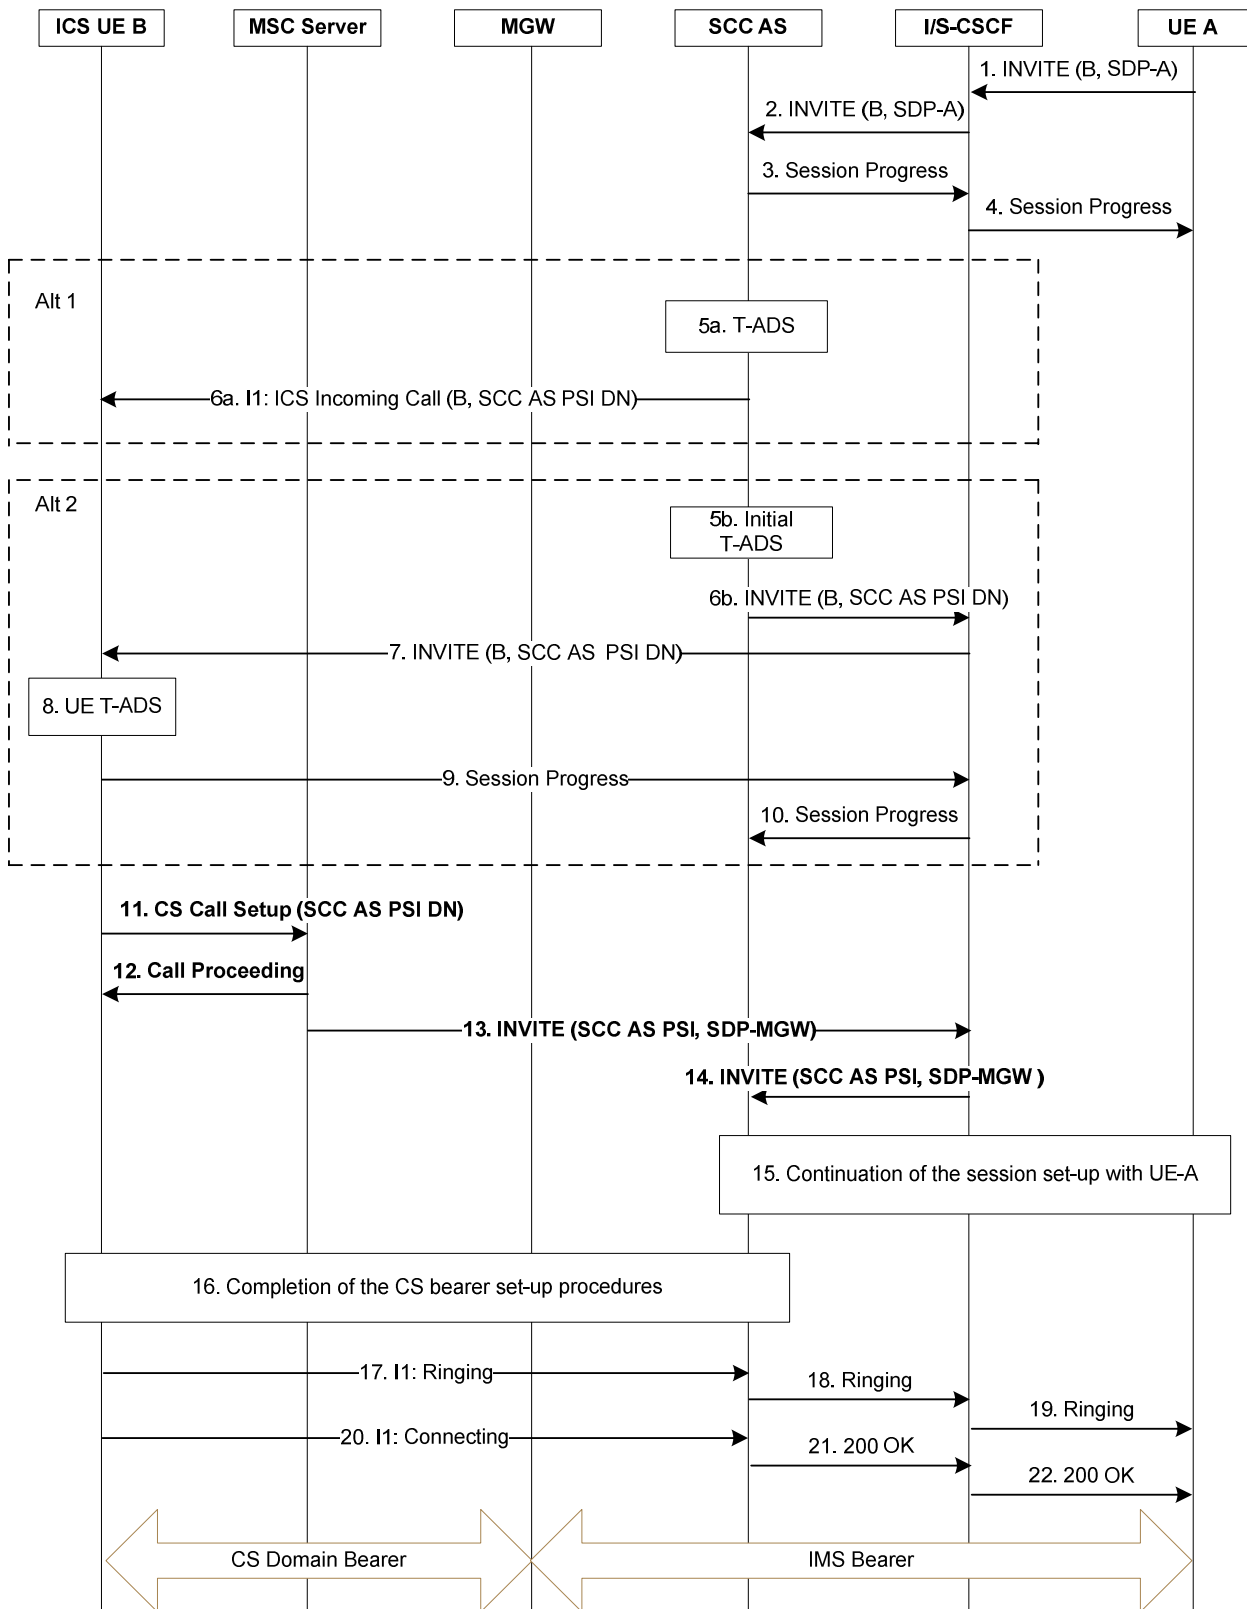 ICS UE B
MSC Server
MGW
SCC AS
I/S-CSCF
UE A
1. INVITE (B, SDP-A)
2. INVITE (B, SDP-A)
3. Session Progress
4. Session Progress
Alt 1
5a. T-ADS
6a. I1: ICS Incoming Call (B, SCC AS PSI DN)
Alt 2
5b. Initial
T-ADS
6b. INVITE (B, SCC AS PSI DN)
7. INVITE (B, SCC AS PSI DN)
8. UE T-ADS
9. Session Progress
10. Session Progress
11. CS Call Setup (SCC AS PSI DN)
12. Call Proceeding
13. INVITE (SCC AS PSI, SDP-MGW)
14. INVITE (SCC AS PSI, SDP-MGW )
15. Continuation of the session set-up with UE-A
16. Completion of the CS bearer set-up procedures
17. I1: Ringing
18. Ringing
19. Ringing
20. I1: Connecting
21. 200 OK
22. 200 OK
CS Domain Bearer
IMS Bearer